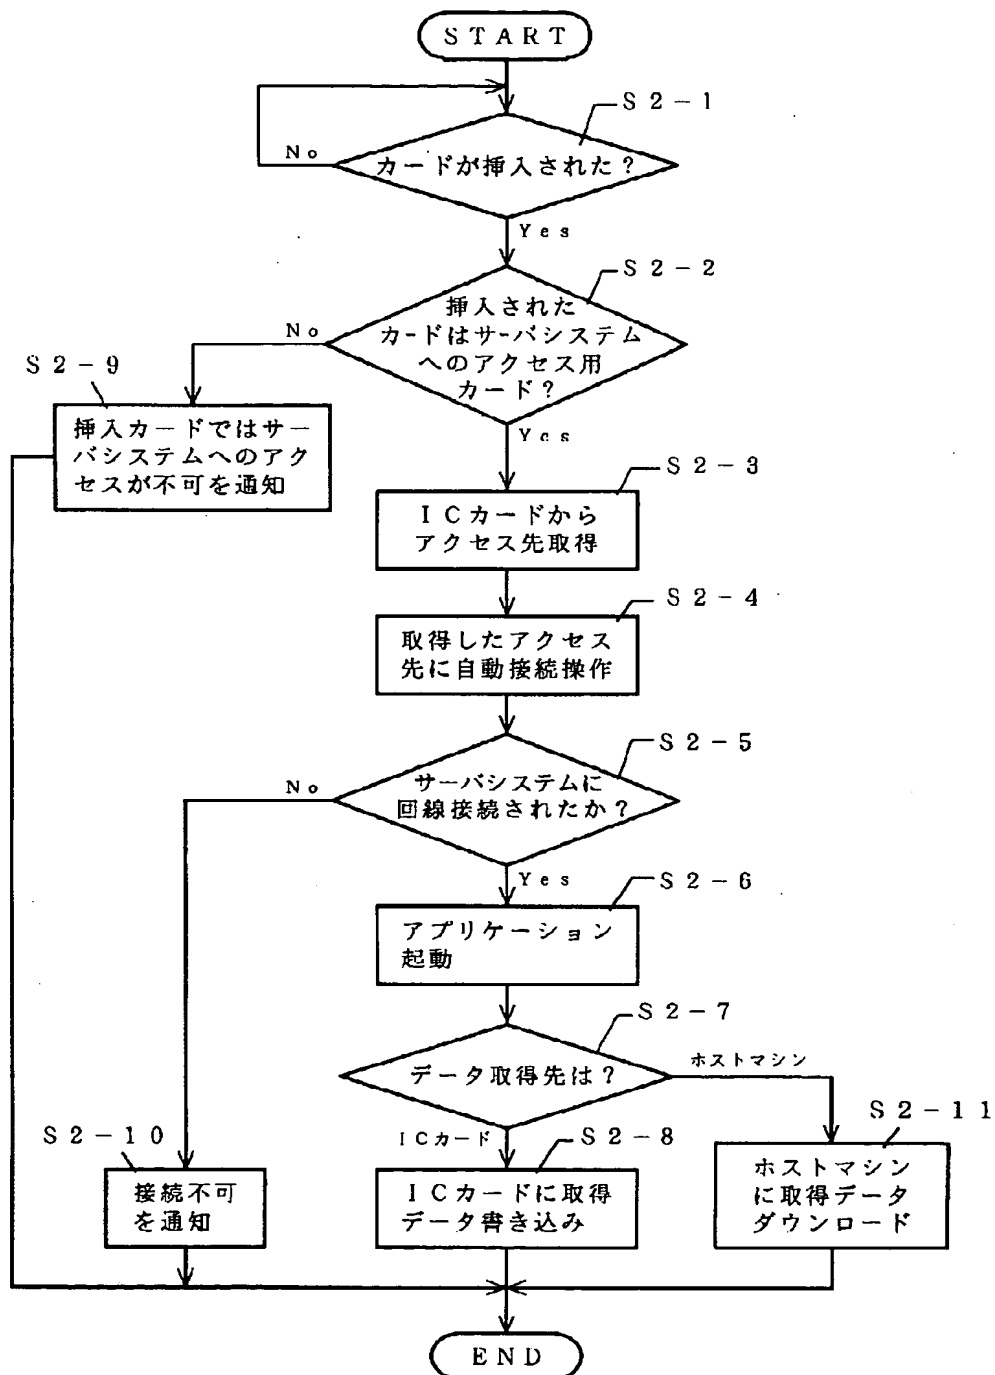 START
S2-1
カードが挿入された？
No
Yes
S2-2
挿入された
カードはサーバシステム
へのアクセス用
カード？
No
Yes
S2-9
挿入カードではサー
バシステムへのアク
セスが不可を通知
S2-3
ICカードから
アクセス先取得
S2-4
取得したアクセス
先に自動接続操作
S2-5
サーバシステムに
回線接続されたか？
No
Yes
S2-6
アプリケーション
起動
S2-7
データ取得先は？
ホストマシン
ICカード
S2-10
接続不可
を通知
S2-8
ICカードに取得
データ書き込み
S2-11
ホストマシン
に取得データ
ダウンロード
END